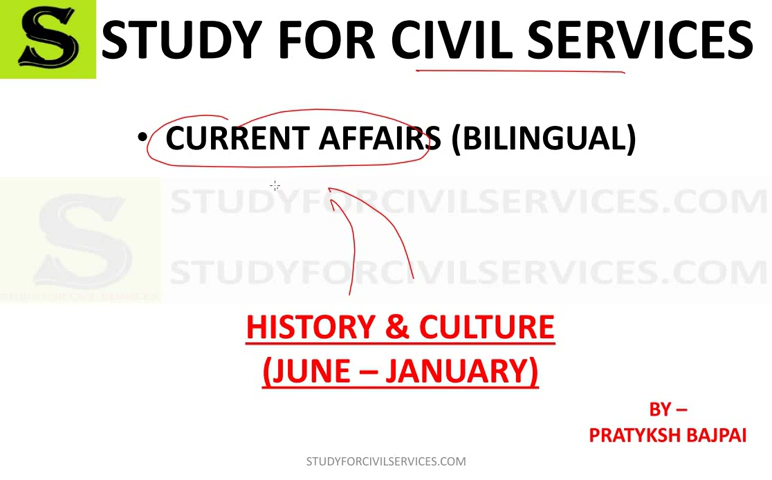 S STUDY FOR CIVIL SERVICES
• CURRENT AFFAIRS (BILINGUAL)
S STUDYFORCIVILSERVICES.COM
STUDYFORCIVILSERVICES.COM
HISTORY & CULTURE
(JUNE – JANUARY)
BY –
PRATYKSH BAJPAI
STUDYFORCIVILSERVICES.COM